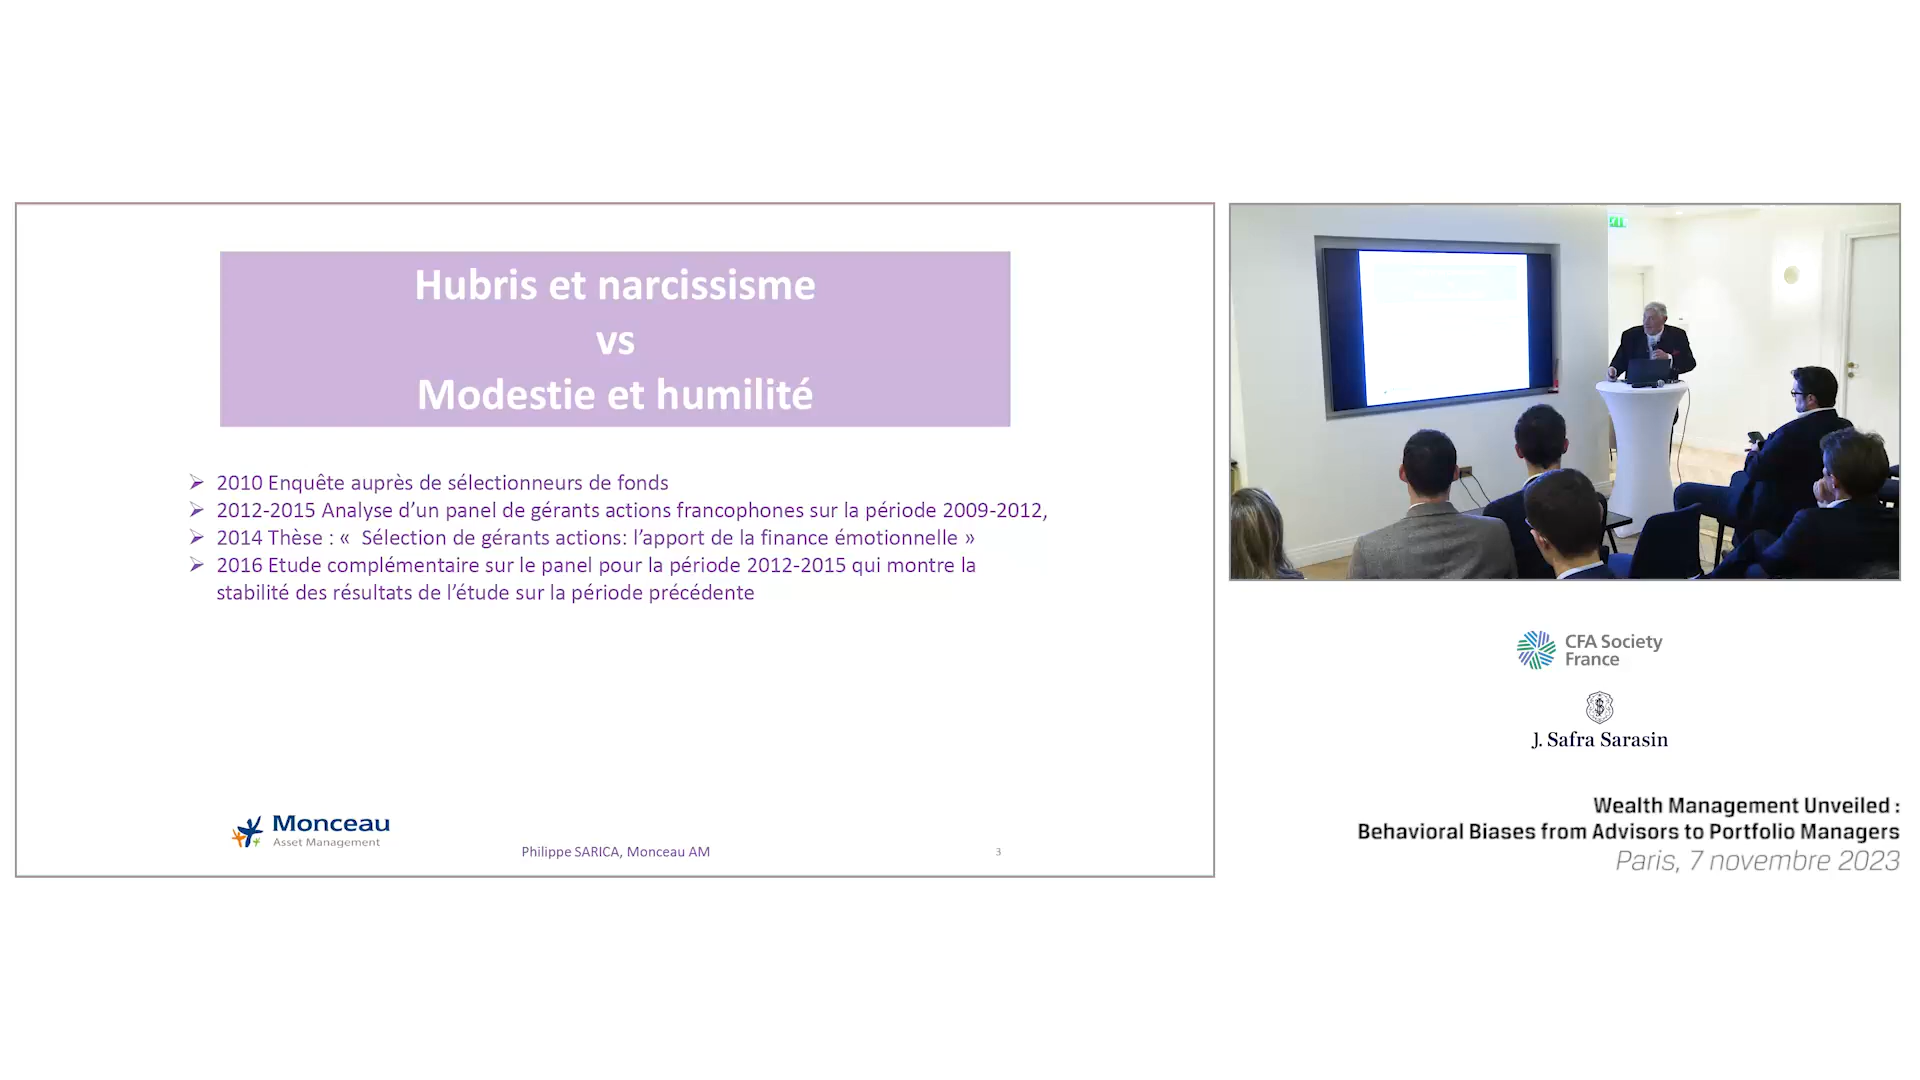 Hubris et narcissisme
vs
Modestie et humilité
2010 Enquête auprès de sélectionneurs de fonds
2012-2015 Analyse d’un panel de gérants actions francophones sur la période 2009-2012,
2014 Thèse : «  Sélection de gérants actions: l’apport de la finance émotionnelle »
2016 Etude complémentaire sur le panel pour la période 2012-2015 qui montre la
stabilité des résultats de l’étude sur la période précédente
Monceau
Asset Management
Philippe SARICA, Monceau AM
3
CFA Society
France
J. Safra Sarasin
Wealth Management Unveiled :
Behavioral Biases from Advisors to Portfolio Managers
Paris, 7 novembre 2023